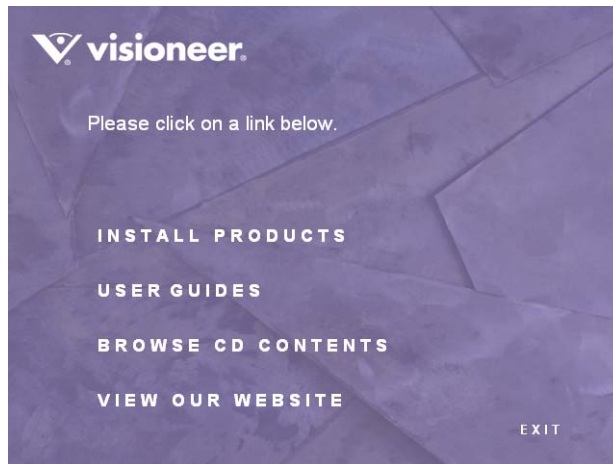 visioneer®
Please click on a link below.
INSTALL PRODUCTS
USER GUIDES
BROWSE CD CONTENTS
VIEW OUR WEBSITE
EXIT